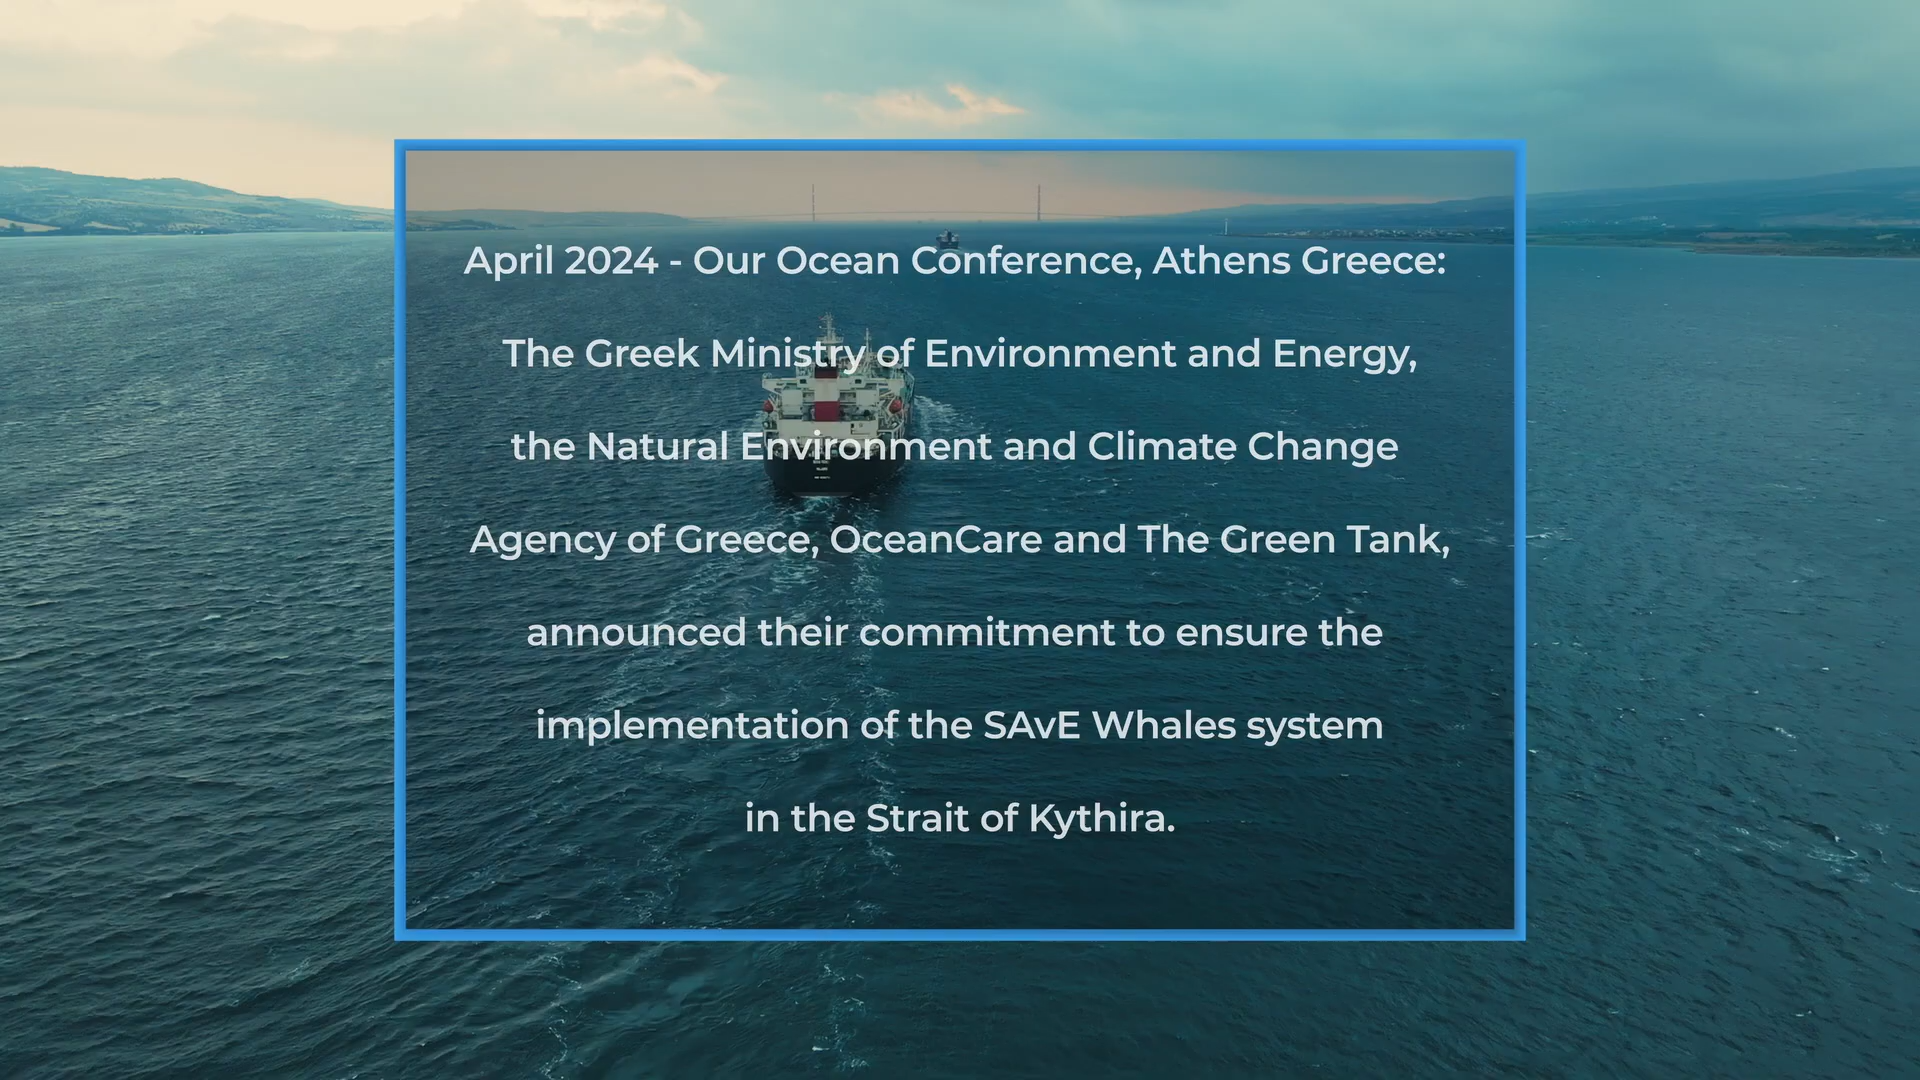 April 2024 - Our Ocean Conference, Athens Greece:
The Greek Ministry of Environment and Energy,
the Natural Environment and Climate Change
Agency of Greece, OceanCare and The Green Tank,
announced their commitment to ensure the
implementation of the SAvE Whales system
in the Strait of Kythira.